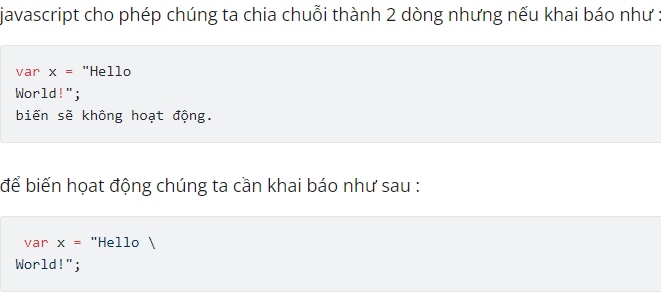 javascript cho phép chúng ta chia chuỗi thành 2 dòng nhưng nếu khai báo như :
var x = "Hello
World!";
biến sẽ không hoạt động.
để biến họat động chúng ta cần khai báo như sau :
var x = "Hello \
World!";